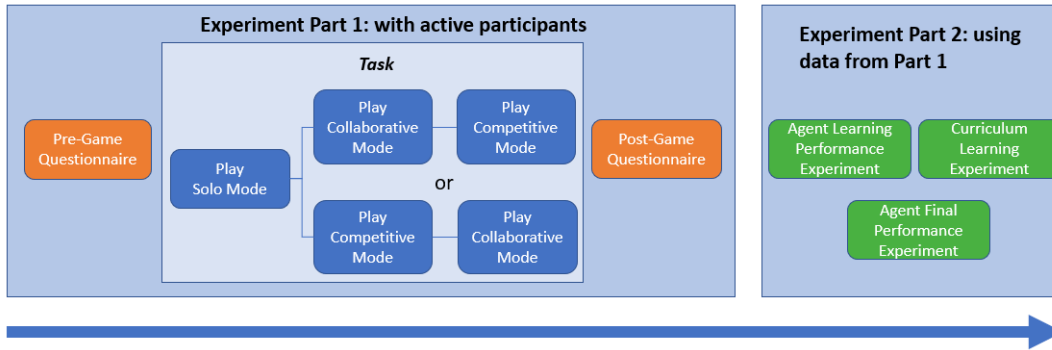 Experiment Part 1: with active participants
Task
Pre-Game
Questionnaire
Play
Solo Mode
Play
Collaborative
Mode
Play
Competitive
Mode
or
Play
Competitive
Mode
Play
Collaborative
Mode
Post-Game
Questionnaire
Experiment Part 2: using
data from Part 1
Agent Learning
Performance
Experiment
Curriculum
Learning
Experiment
Agent Final
Performance
Experiment